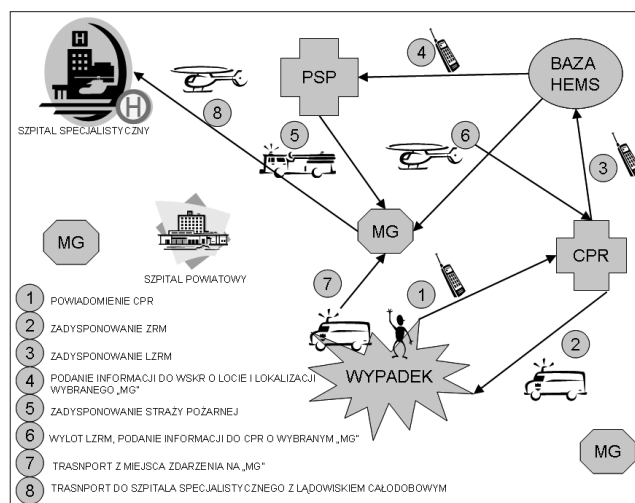 H
H
SZPITAL SPECJALISTYCZNY
8
PSP
4
BAZA
HEMS
5
6
3
MG
MG
SZPITAL POWIATOWY
CPR
7
1
2
WYPADEK
MG
1 POWIADOMIENIE CPR
2 ZADYSPONOWANIE ZRM
3 ZADYSPONOWANIE LZRM
4 PODANIE INFORMACJI DO WSKR O LOCIE I LOKALIZACJI
WYBRANEGO „MG"
5 ZADYSPONOWANIE STRAŻY POŻARNEJ
6 WYLOT LZRM, PODANIE INFORMACJI DO CPR O WYBRANYM „MG"
7 TRASNPORT Z MIEJSCA ZDARZENIA NA „MG"
8 TRASNPORT DO SZPITALA SPECJALISTYCZNEGO Z LĄDOWISKIEM CAŁODOBOWYM